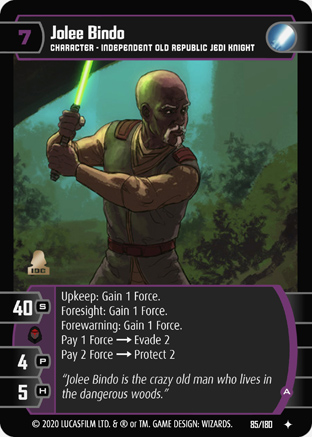 7 Jolee Bindo
CHARACTER - INDEPENDENT OLD REPUBLIC JEDI KNIGHT
40 S
4 P
5 H
Upkeep: Gain 1 Force.
Foresight: Gain 1 Force.
Forewarning: Gain 1 Force.
Pay 1 Force → Evade 2
Pay 2 Force → Protect 2
"Jolee Bindo is the crazy old man who lives in
the dangerous woods."
A
© 2020 LUCASFILM LTD. & ® or TM. GAME DESIGN: WIZARDS. 85/180